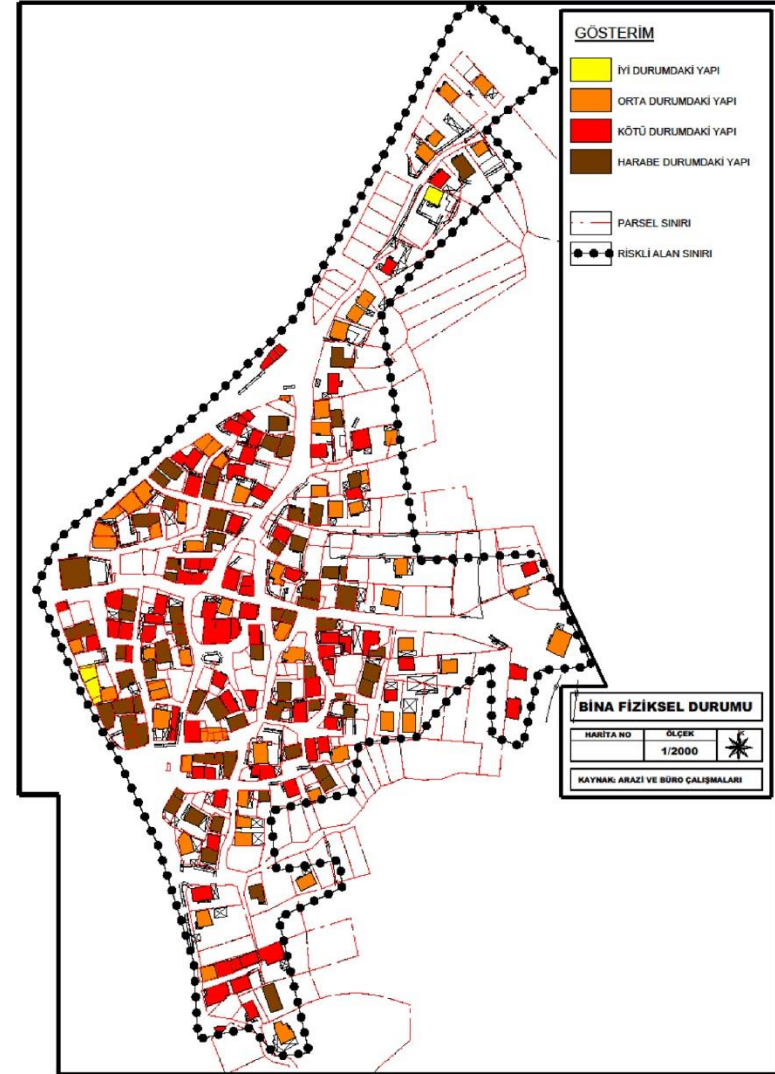 GÖSTERİM
İYİ DURUMDAKİ YAPI
ORTA DURUMDAKİ YAPI
KÖTÜ DURUMDAKİ YAPI
HARABE DURUMDAKİ YAPI
PARSEL SINIRI
RİSKLİ ALAN SINIRI
BİNA FİZİKSEL DURUMU
HARİTA NO
ÖLÇEK
1/2000
KAYNAK: ARAZİ VE BÜRO ÇALIŞMALARI